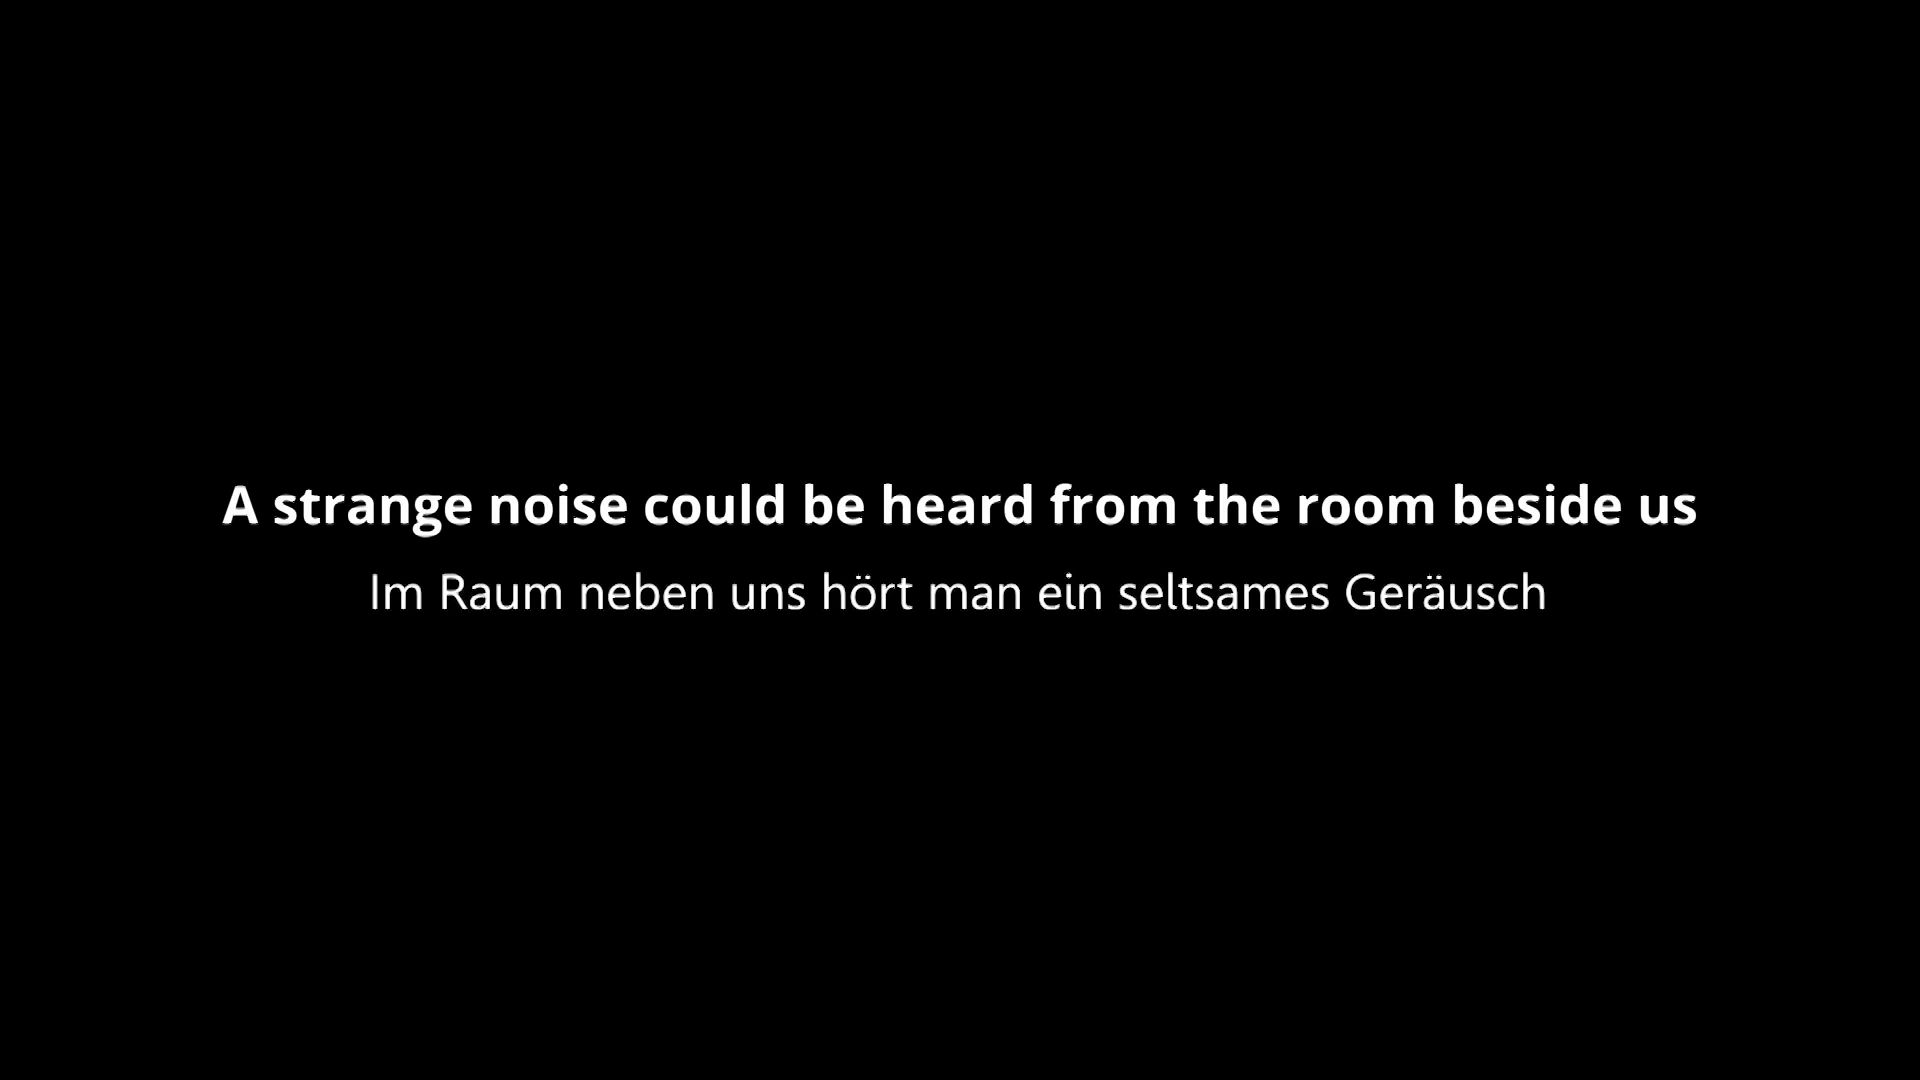 A strange noise could be heard from the room beside us
Im Raum neben uns hört man ein seltsames Geräusch